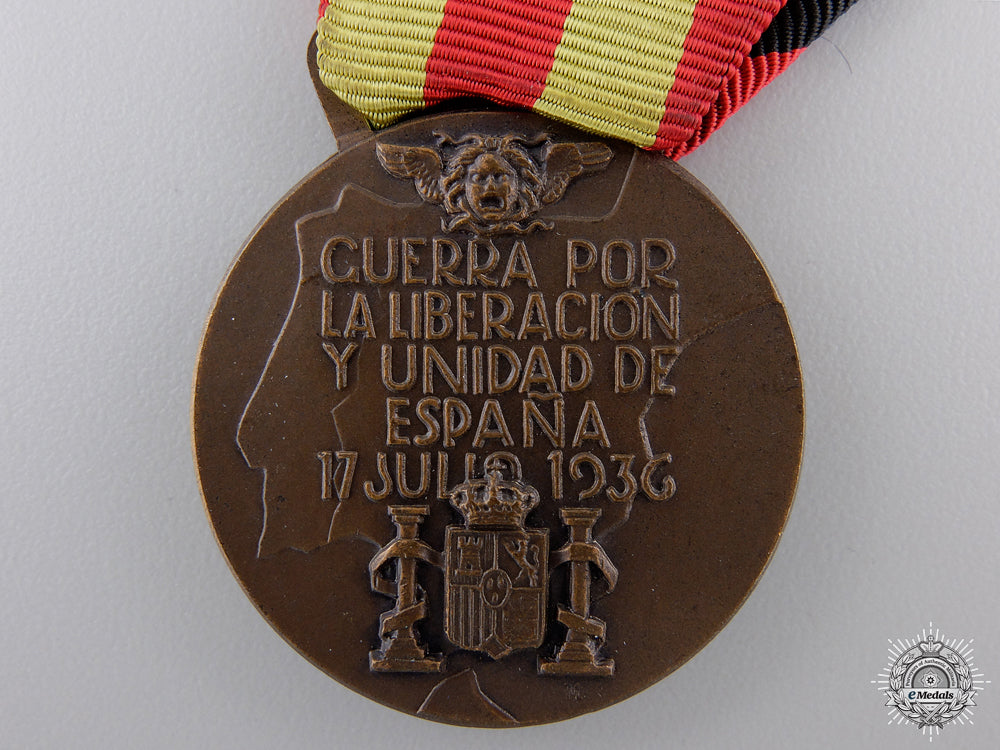 GUERRA POR
LA LIBERACION
Y UNIDAD DE
ESPAÑA
17 JULIO 1936
eMedals